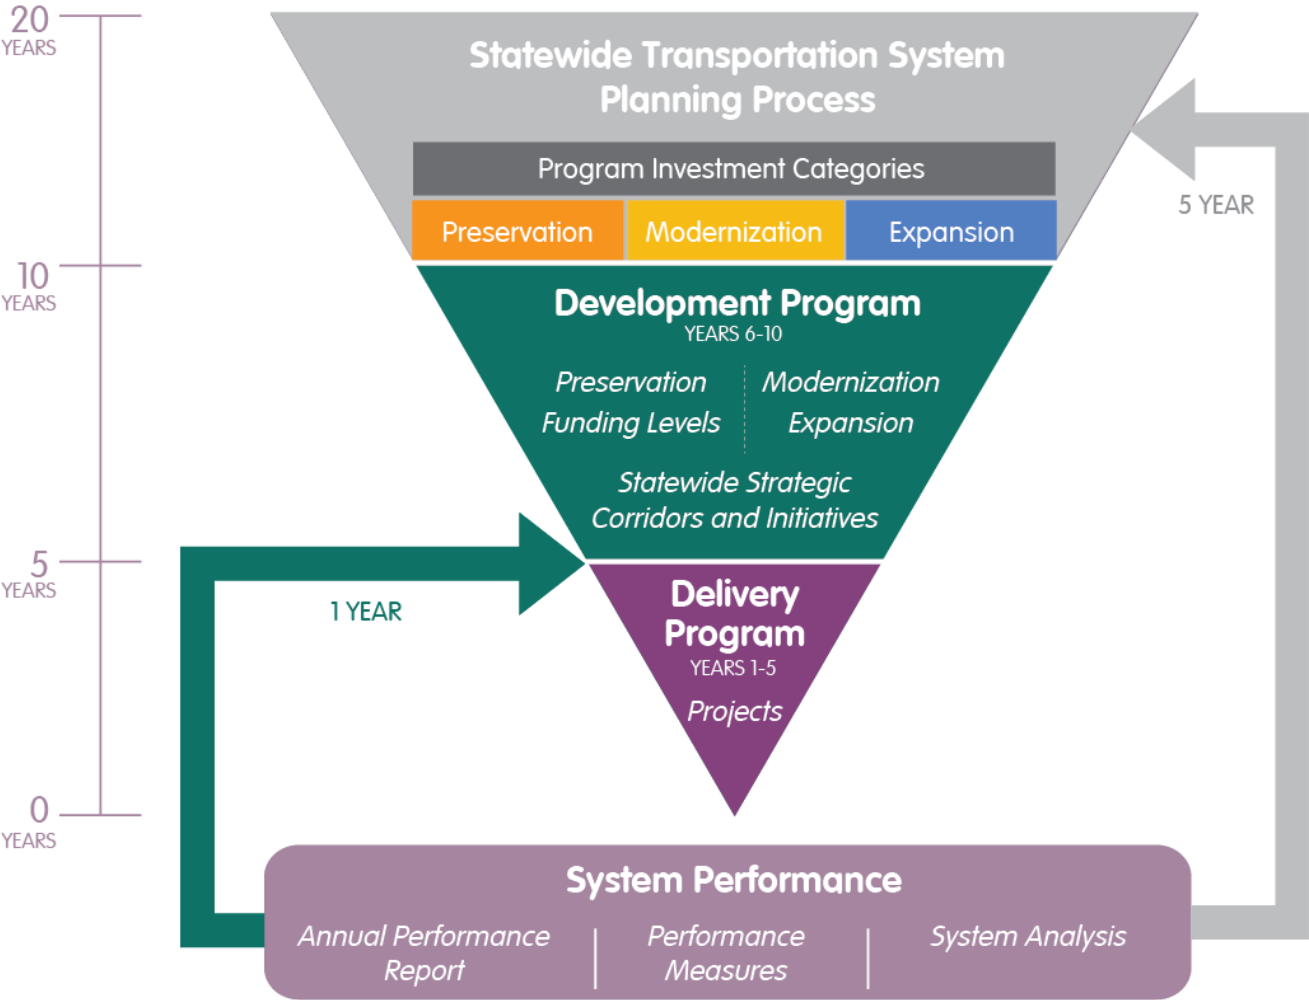 20
YEARS
Statewide Transportation System
Planning Process
Program Investment Categories
Preservation
Modernization
Expansion
5 YEAR
10
YEARS
Development Program
YEARS 6-10
Preservation
Funding Levels
Modernization
Expansion
Statewide Strategic
Corridors and Initiatives
5
YEARS
1 YEAR
Delivery
Program
YEARS 1-5
Projects
0
YEARS
System Performance
Annual Performance
Report
Performance
Measures
System Analysis